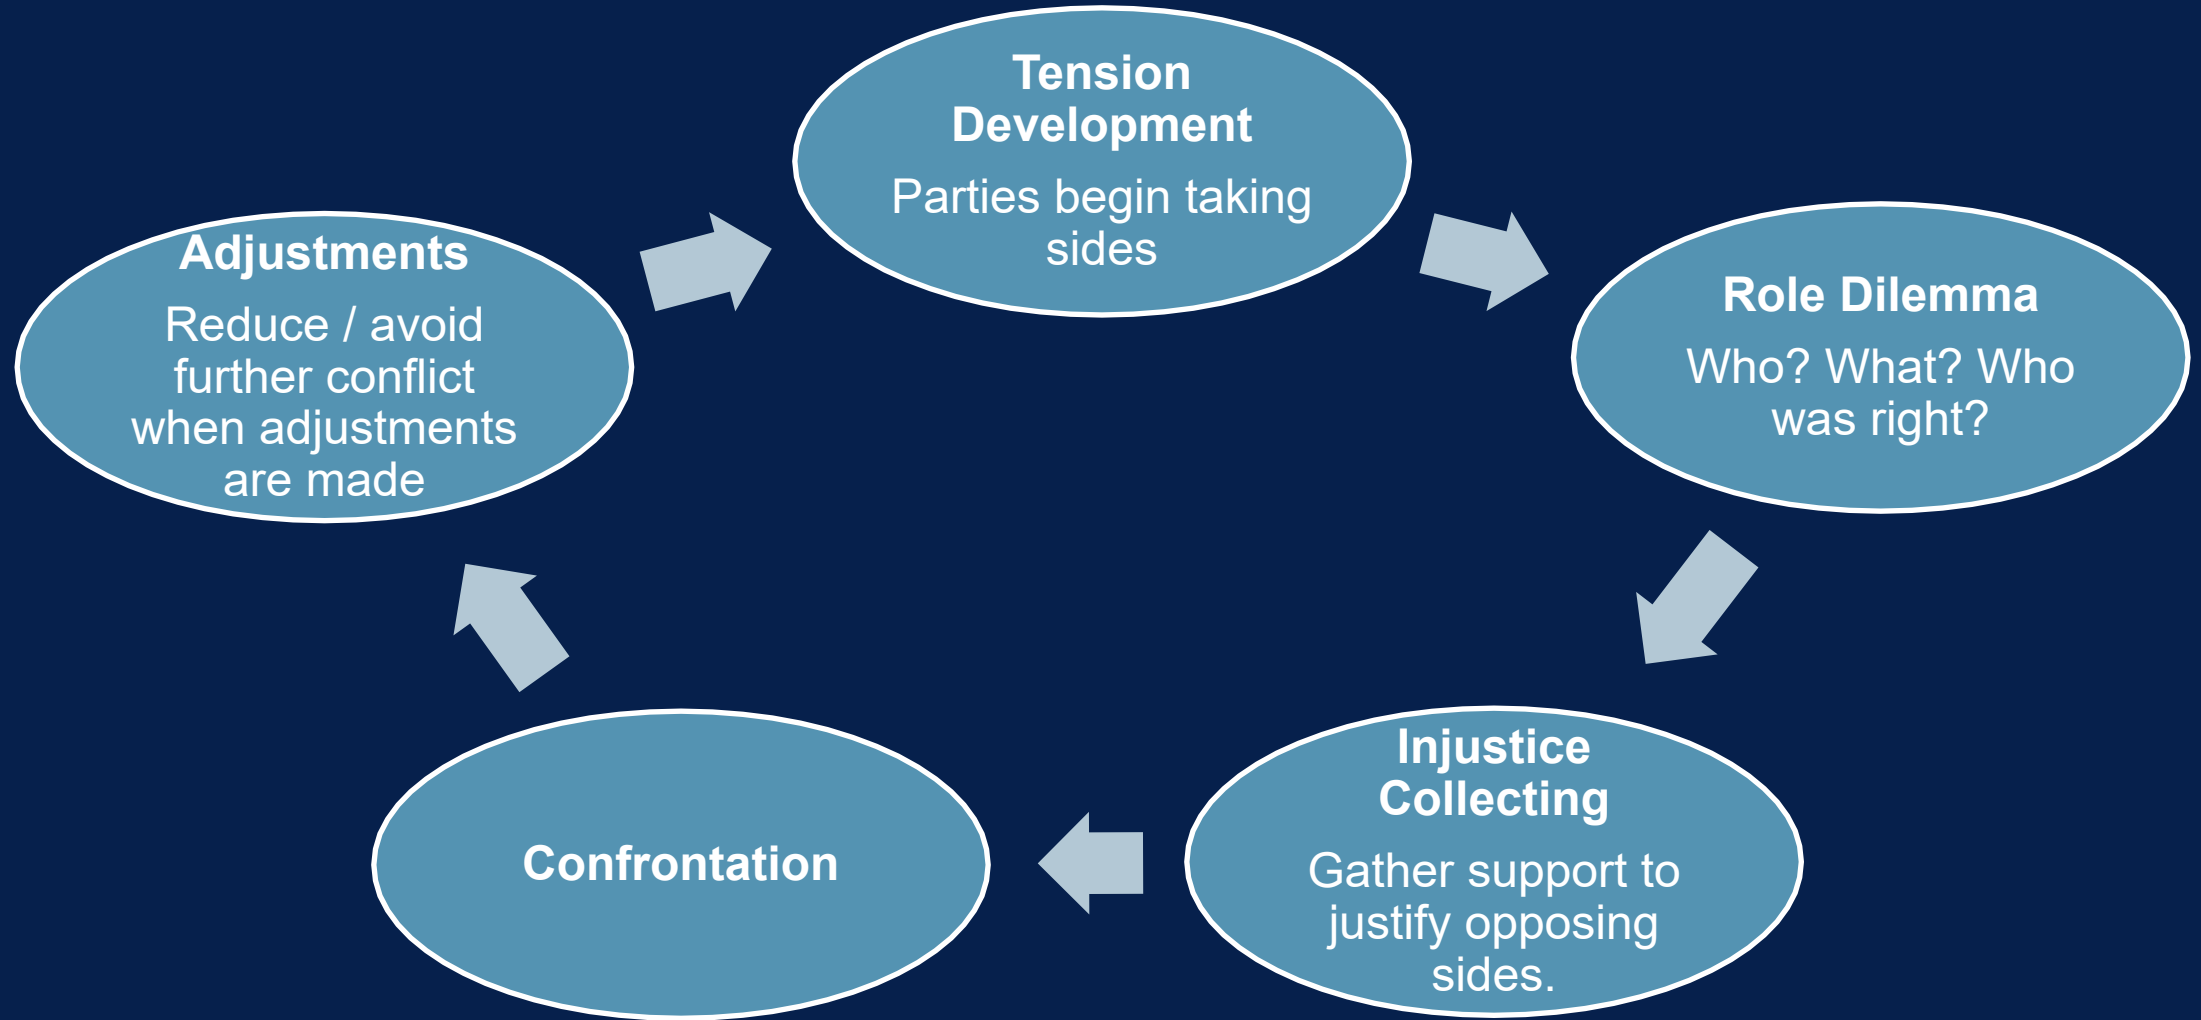 Tension
Development
Parties begin taking
sides
Role Dilemma
Who? What? Who
was right?
Injustice
Collecting
Gather support to
justify opposing
sides.
Confrontation
Adjustments
Reduce / avoid
further conflict
when adjustments
are made